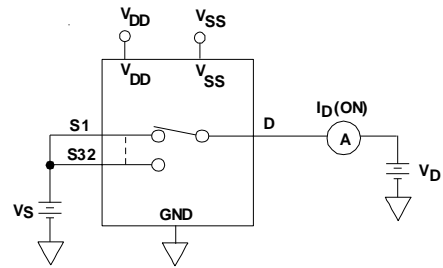 VDD VSS
VDD VSS
ID(ON)
S1 D A
S32
VD
VS GND